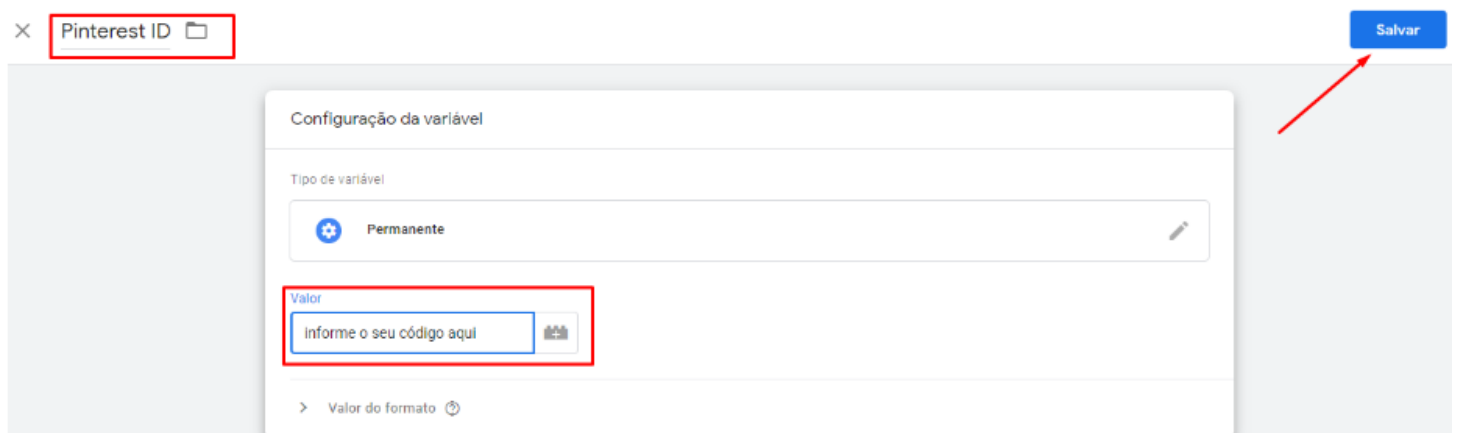 Pinterest ID
Salvar
Configuração da variável
Tipo de variável
Permanente
Valor
informe o seu código aqui
Valor do formato